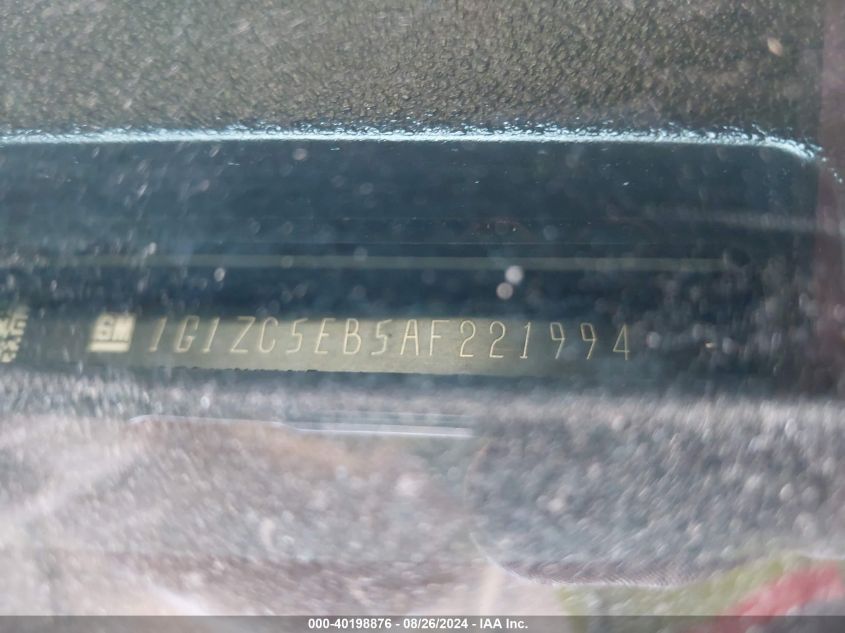 GM 1G1ZC5EB5AF221994
000-40198876 - 08/26/2024 - IAA Inc.